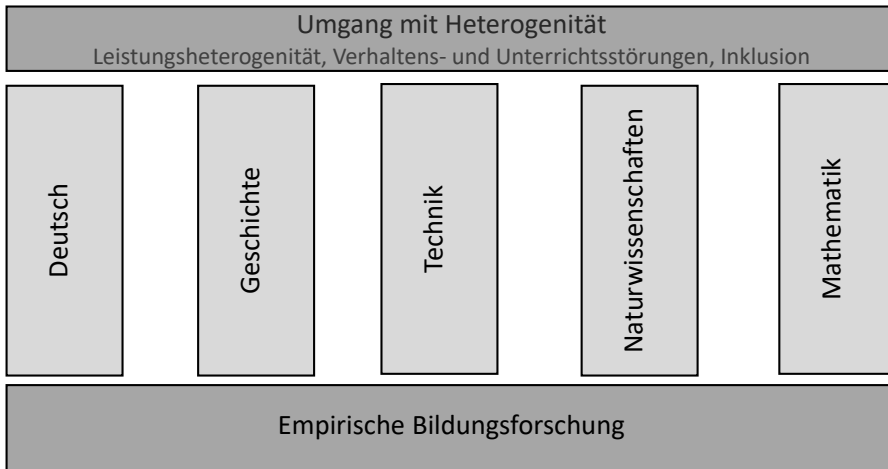 Umgang mit Heterogenität
Leistungsheterogenität, Verhaltens- und Unterrichtsstörungen, Inklusion
Deutsch
Geschichte
Technik
Naturwissenschaften
Mathematik
Empirische Bildungsforschung